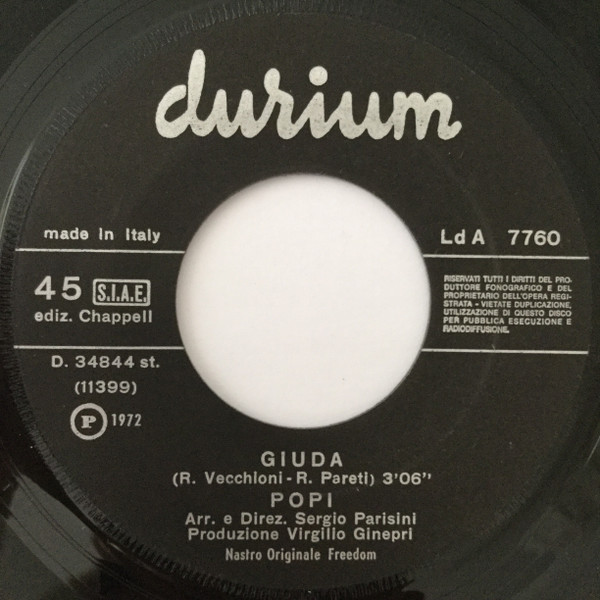 durium
made in Italy
Ld A 7760
45 S.I.A.E.
ediz. Chappell
RISERVATI TUTTI I DIRITTI DEL PRO-
DUTTORE FONOGRAFICO E DEL
PROPRIETARIO DELL'OPERA REGI-
STRATA - VIETATE DUPLICAZIONE,
UTILIZZAZIONE DI QUESTO DISCO
PER PUBBLICA ESECUZIONE E
RADIODIFFUSIONE.
D. 34844 st.
(11399)
P 1972
GIUDA
(R. Vecchioni - R. Pareti) 3'06"
POPI
Arr. e Direz. Sergio Parisini
Produzione Virgilio Ginepri
Nastro Originale Freedom